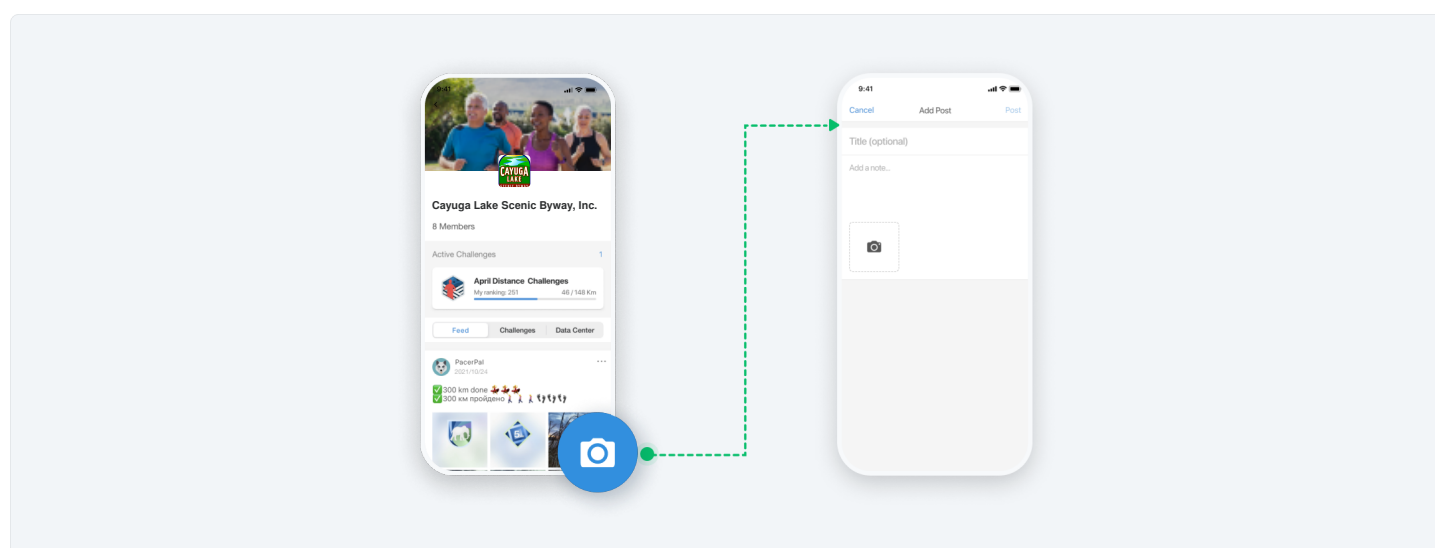 9:41
CAYUGA
LAKE
Cayuga Lake Scenic Byway, Inc.
8 Members
Active Challenges 1
April Distance Challenges
My ranking: 251 46 / 148 Km
Feed Challenges Data Center
PacerPal
2021/10/24
✅300 km done 💃💃💃
✅300 км пройдено🚶🚶🚶👣👣👣
9:41
Cancel Add Post Post
Title (optional)
Add a note...